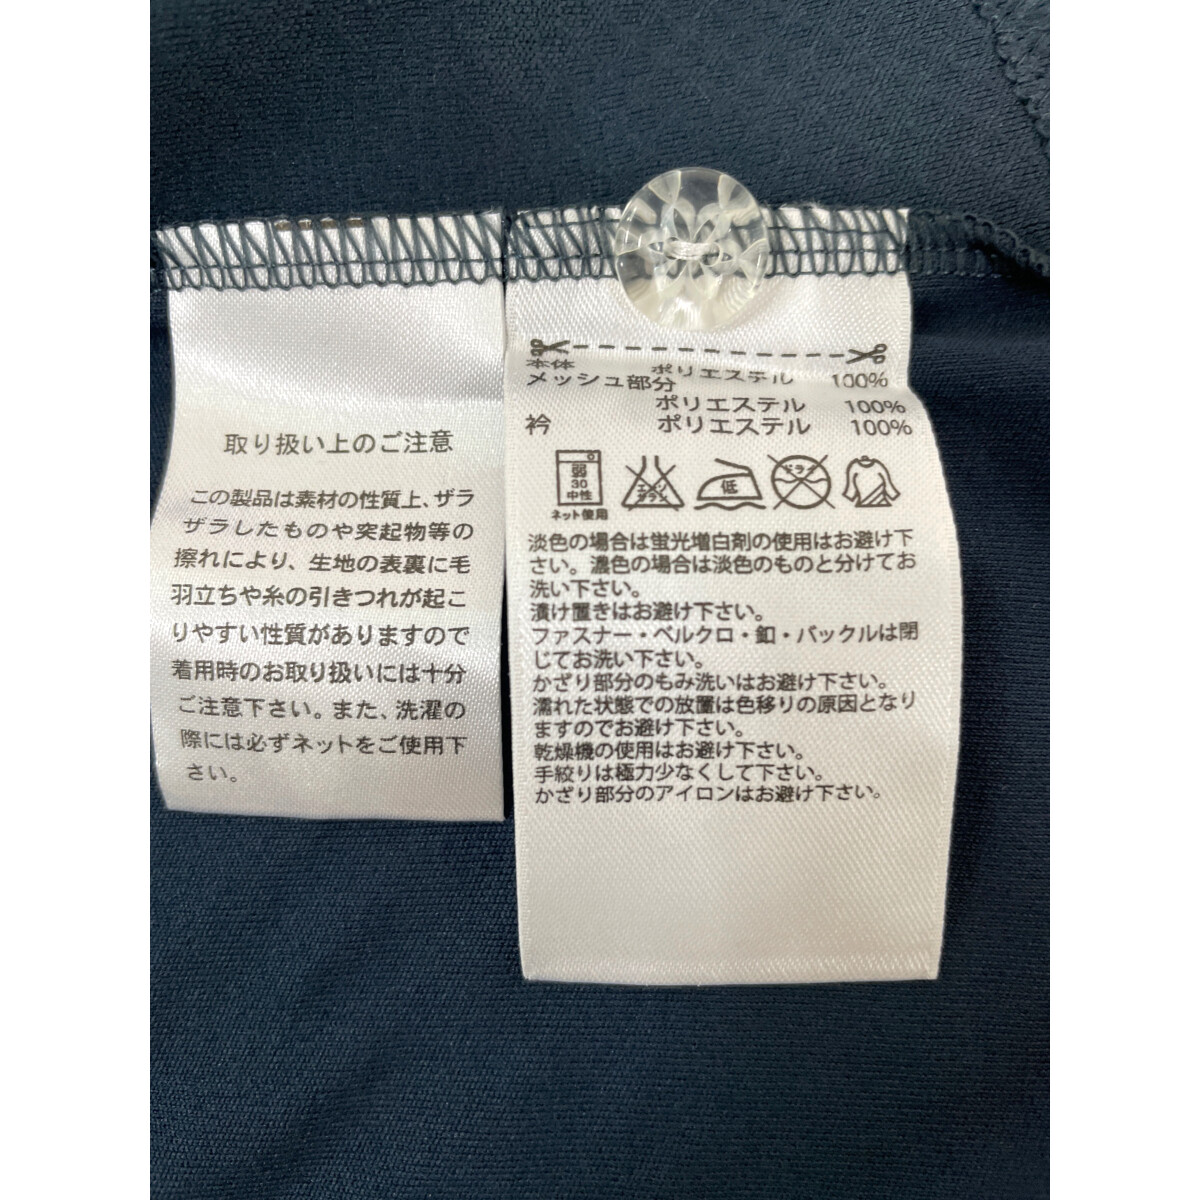 取り扱い上のご注意
この製品は素材の性質上、ザラ
ザラしたものや突起物等の
擦れにより、生地の表裏に毛
羽立ちや糸の引きつれが起こ
りやすい性質がありますので
着用時のお取り扱いには十分
ご注意下さい。また、洗濯の
際には必ずネットをご使用下
さい。
本体 ポリエステル 100%
メッシュ部分
ポリエステル 100%
衿 ポリエステル 100%
弱
30
中性
ネット使用
エンソ
サラシ
低
ドライ
淡色の場合は蛍光増白剤の使用はお避け下
さい。濃色の場合は淡色のものと分けてお
洗い下さい。
漬け置きはお避け下さい。
ファスナー・ベルクロ・釦・バックルは閉
じてお洗い下さい。
かざり部分のもみ洗いはお避け下さい。
濡れた状態での放置は色移りの原因となり
ますのでお避け下さい。
乾燥機の使用はお避け下さい。
手絞りは極力少なくして下さい。
かざり部分のアイロンはお避け下さい。